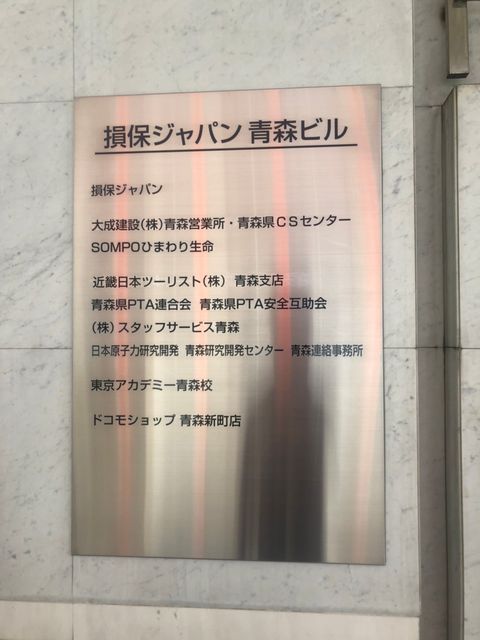 損保ジャパン 青森ビル
損保ジャパン
大成建設(株)青森営業所・青森県CSセンター
SOMPOひまわり生命
近畿日本ツーリスト(株) 青森支店
青森県PTA連合会 青森県PTA安全互助会
(株)スタッフサービス青森
日本原子力研究開発 青森研究開発センター 青森連絡事務所
東京アカデミー青森校
ドコモショップ 青森新町店